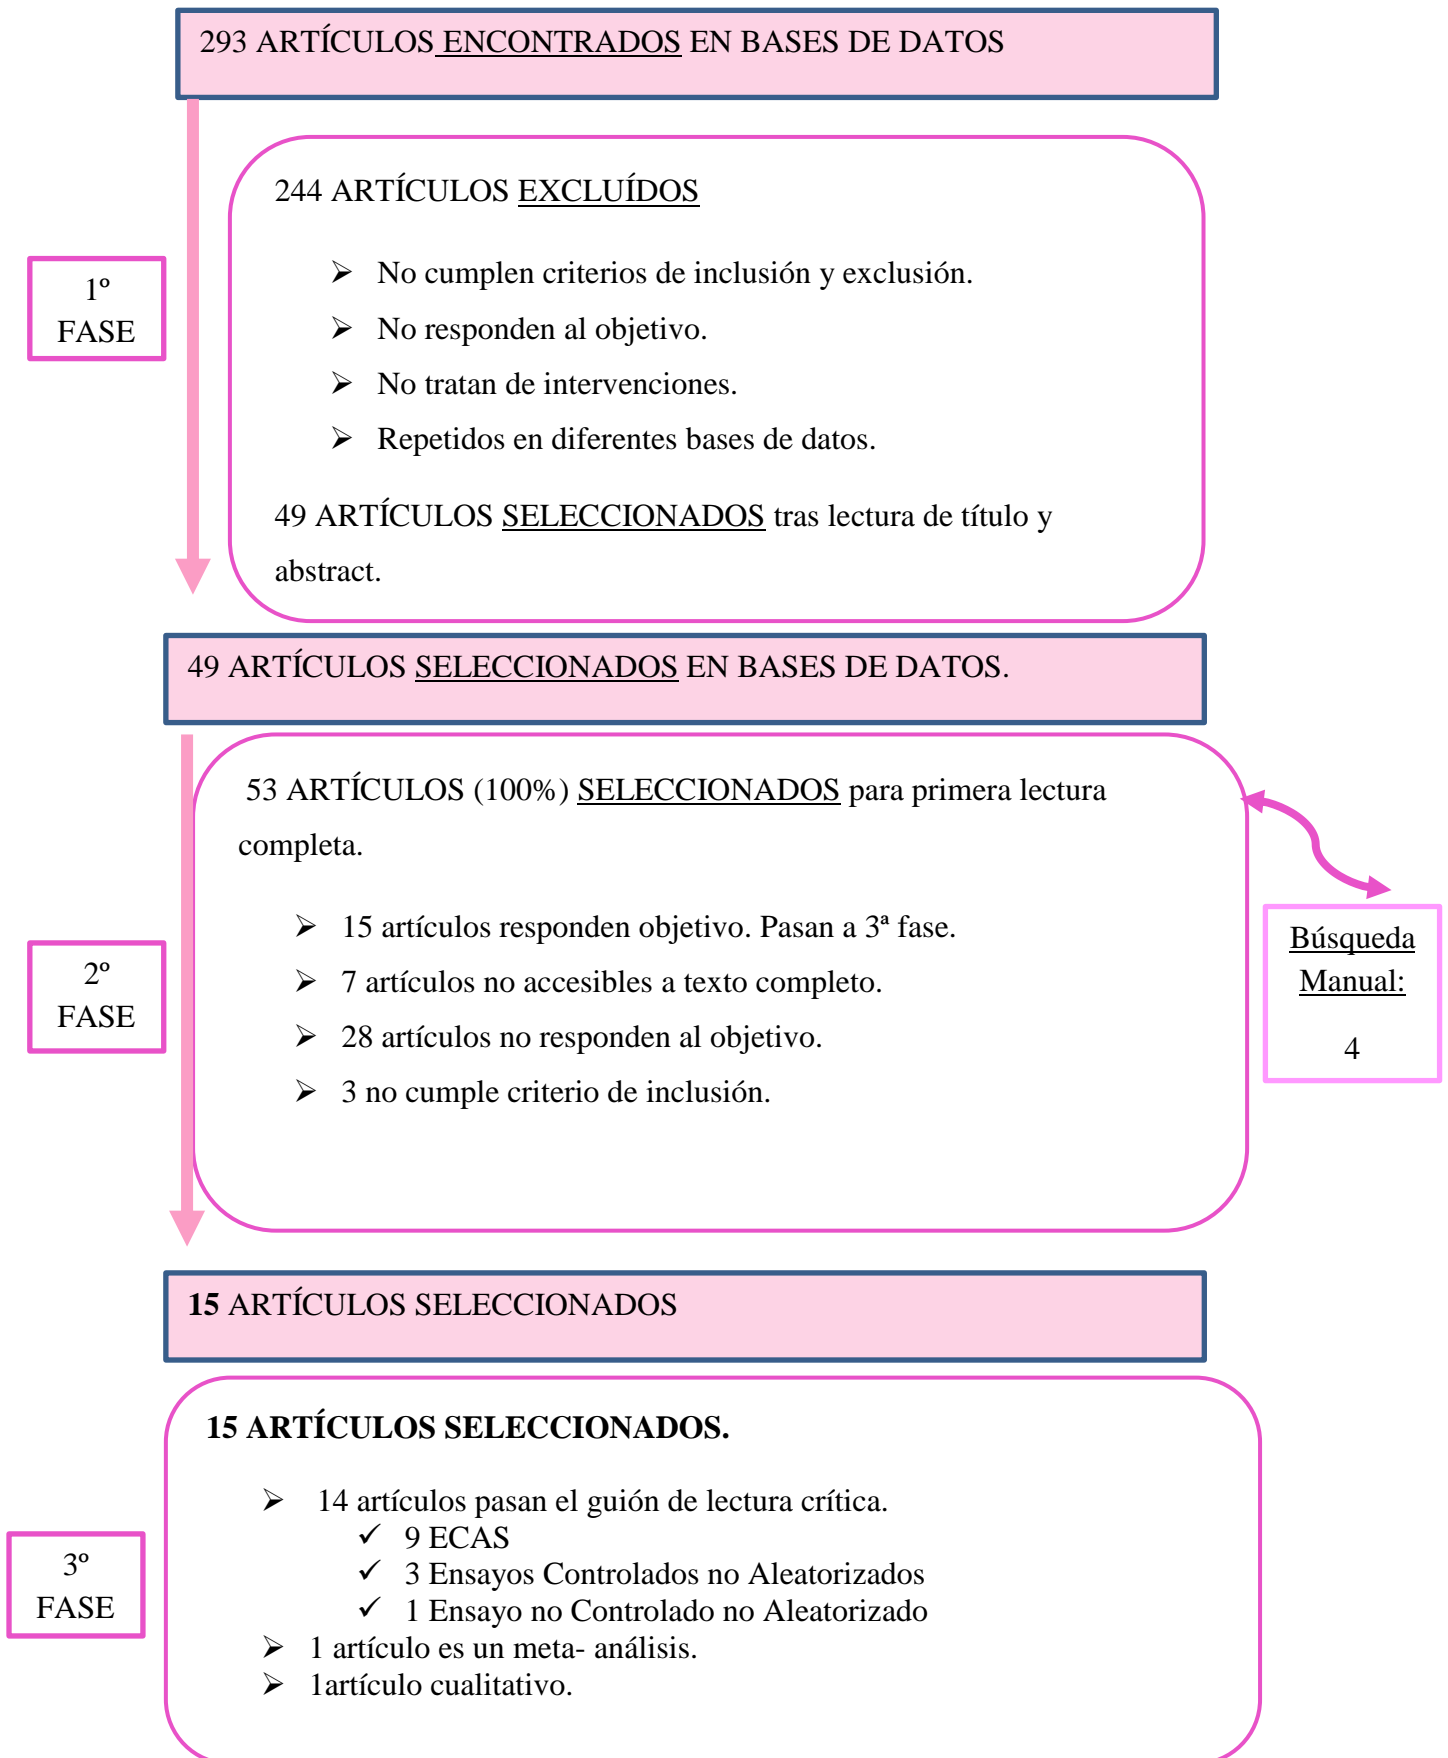 293 ARTÍCULOS ENCONTRADOS EN BASES DE DATOS
244 ARTÍCULOS EXCLUÍDOS
➢ No cumplen criterios de inclusión y exclusión.
➢ No responden al objetivo.
➢ No tratan de intervenciones.
➢ Repetidos en diferentes bases de datos.
49 ARTÍCULOS SELECCIONADOS tras lectura de título y
abstract.
1º
FASE
49 ARTÍCULOS SELECCIONADOS EN BASES DE DATOS.
53 ARTÍCULOS (100%) SELECCIONADOS para primera lectura
completa.
➢ 15 artículos responden objetivo. Pasan a 3ª fase.
➢ 7 artículos no accesibles a texto completo.
➢ 28 artículos no responden al objetivo.
➢ 3 no cumple criterio de inclusión.
2º
FASE
Búsqueda
Manual:
4
15 ARTÍCULOS SELECCIONADOS
15 ARTÍCULOS SELECCIONADOS.
➢ 14 artículos pasan el guión de lectura crítica.
✓ 9 ECAS
✓ 3 Ensayos Controlados no Aleatorizados
✓ 1 Ensayo no Controlado no Aleatorizado
➢ 1 artículo es un meta- análisis.
➢ 1artículo cualitativo.
3º
FASE